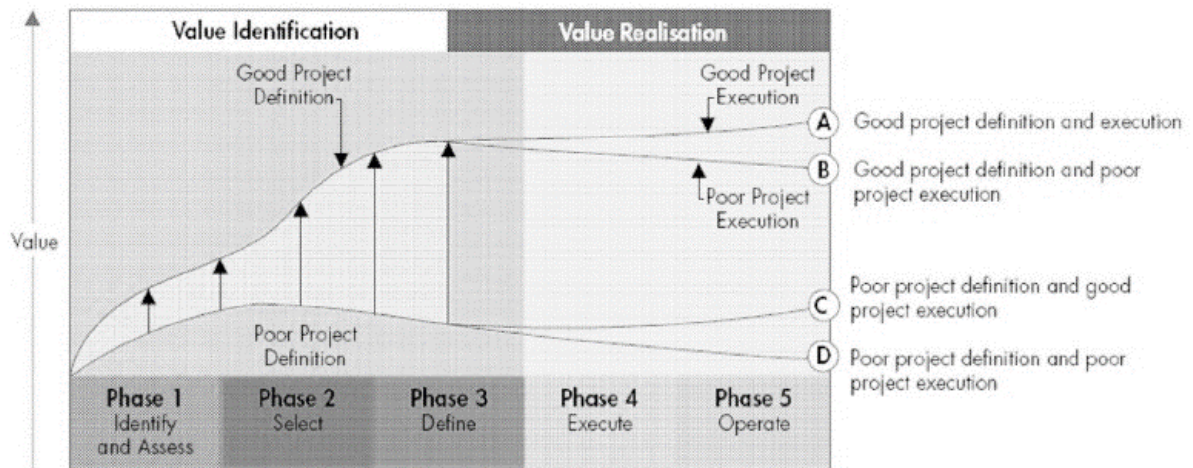 Value Identification
Value Realisation
Good Project
Definition
Good Project
Execution
A
Good project definition and execution
B
Good project definition and poor
project execution
Poor Project
Execution
Value
Poor project definition and good
C
project execution
Poor Project
Definition
D
Poor project definition and poor
project execution
Phase 1
Identify
and Assess
Phase 2
Select
Phase 3
Define
Phase 4
Execute
Phase 5
Operate